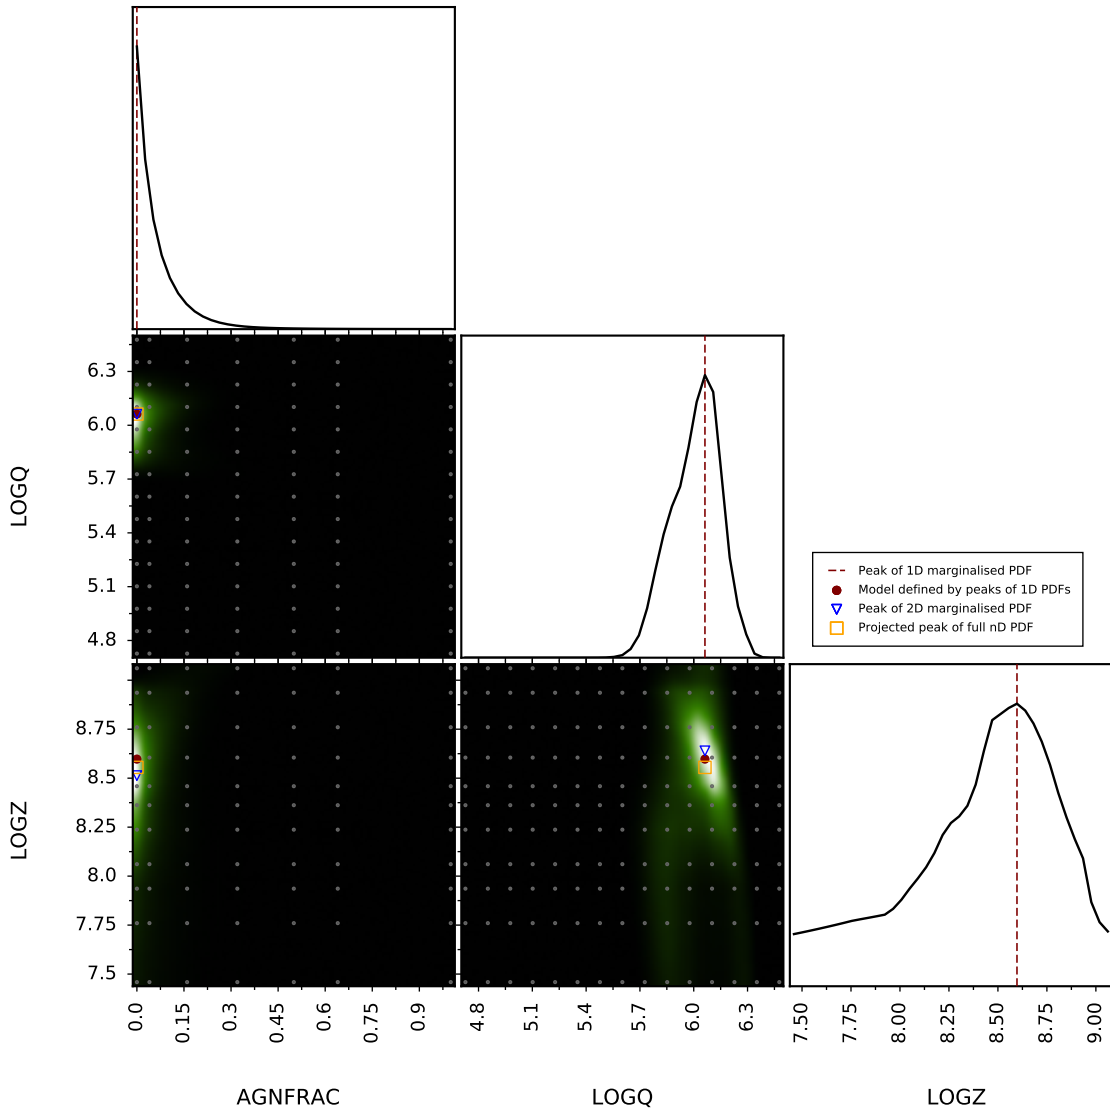 6.3
6.0
5.7
5.4
5.1
4.8
LOGQ
Peak of 1D marginalised PDF
Model defined by peaks of 1D PDFs
Peak of 2D marginalised PDF
Projected peak of full nD PDF
8.75
8.5
8.25
8.0
7.75
7.5
LOGZ
0.0 0.15 0.3 0.45 0.6 0.75 0.9
4.8 5.1 5.4 5.7 6.0 6.3
7.50 7.75 8.00 8.25 8.50 8.75 9.00
AGNFRAC LOGQ LOGZ